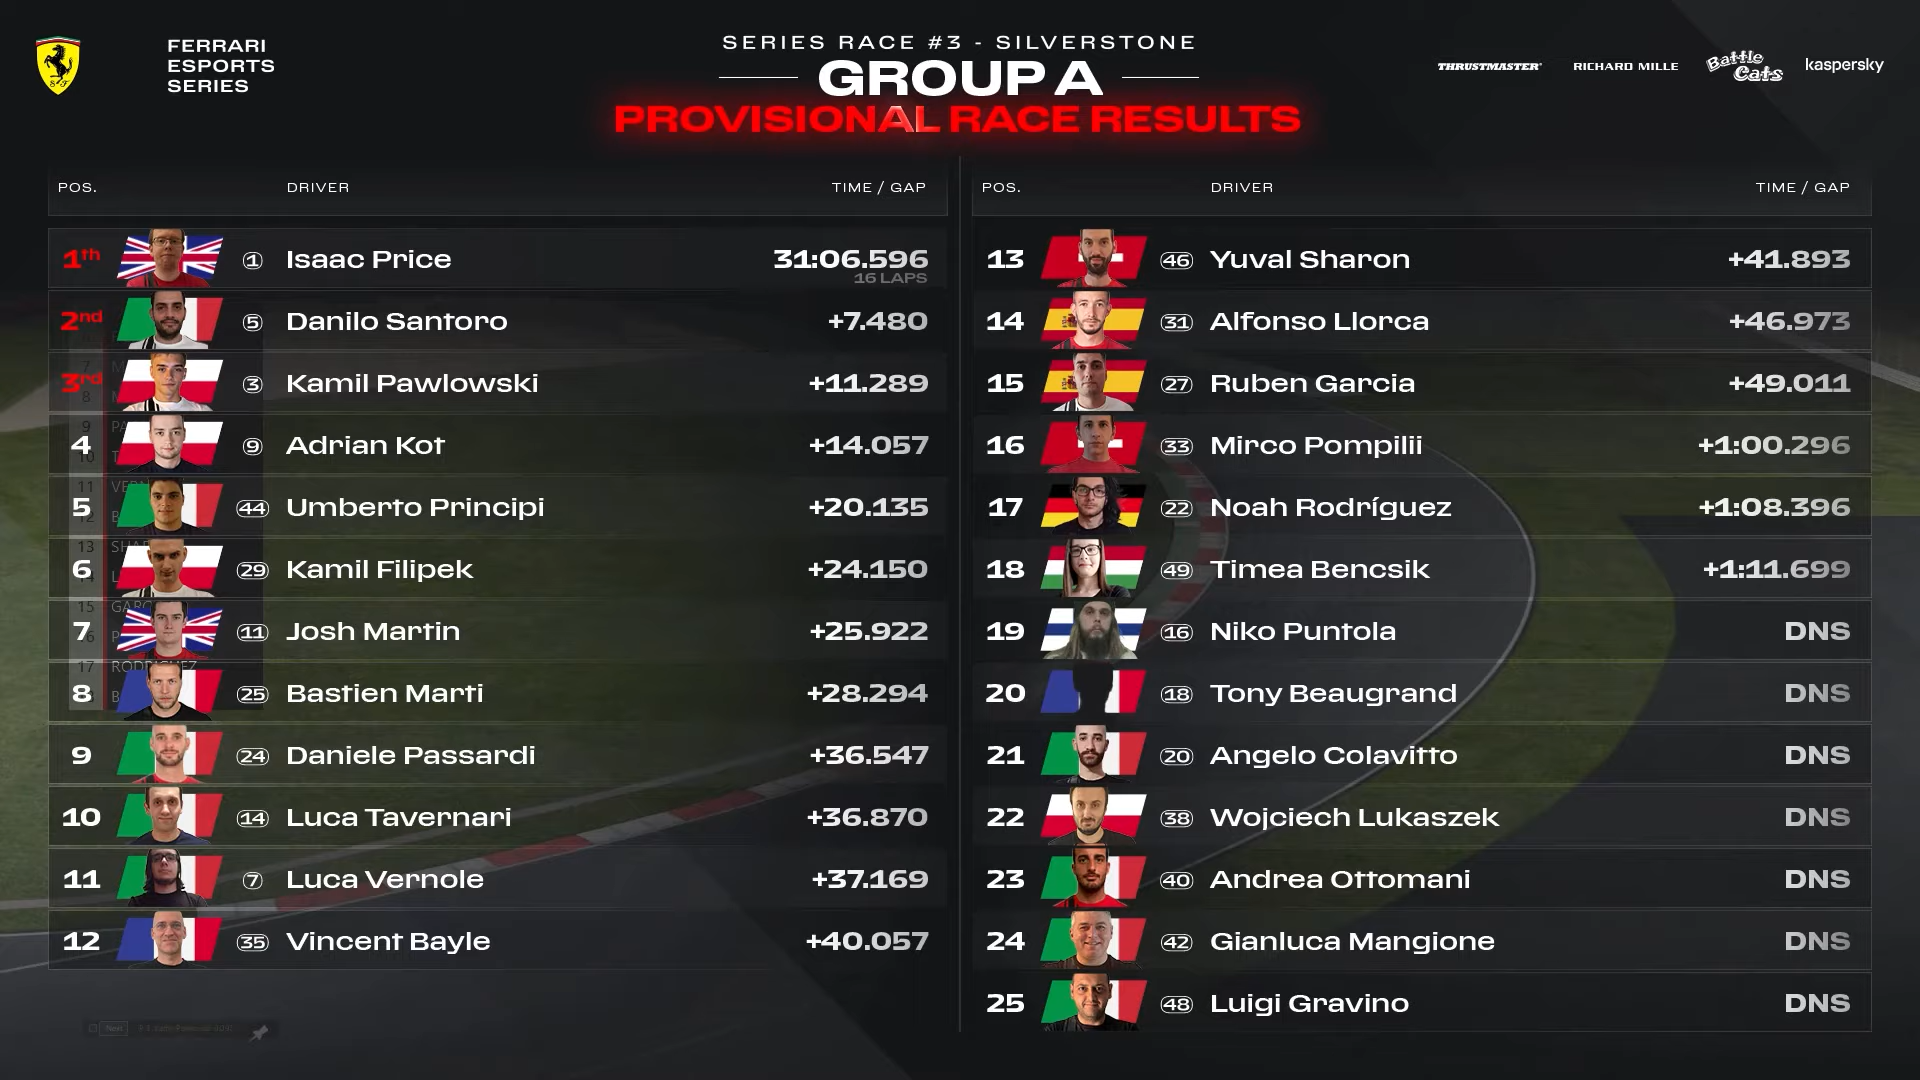 FERRARI
ESPORTS
SERIES
SERIES RACE #3 - SILVERSTONE
GROUP A
PROVISIONAL RACE RESULTS
THRUSTMASTER
RICHARD MILLE
Battle Cats
kaspersky
POS. DRIVER TIME / GAP
1th 1 Isaac Price 31:06.596
16 LAPS
2nd 5 Danilo Santoro +7.480
3rd 3 Kamil Pawlowski +11.289
4 9 Adrian Kot +14.057
5 44 Umberto Principi +20.135
6 29 Kamil Filipek +24.150
7 11 Josh Martin +25.922
8 25 Bastien Marti +28.294
9 24 Daniele Passardi +36.547
10 14 Luca Tavernari +36.870
11 7 Luca Vernole +37.169
12 35 Vincent Bayle +40.057
POS. DRIVER TIME / GAP
13 46 Yuval Sharon +41.893
14 31 Alfonso Llorca +46.973
15 27 Ruben Garcia +49.011
16 33 Mirco Pompilii +1:00.296
17 22 Noah Rodríguez +1:08.396
18 49 Timea Bencsik +1:11.699
19 16 Niko Puntola DNS
20 18 Tony Beaugrand DNS
21 20 Angelo Colavitto DNS
22 38 Wojciech Lukaszek DNS
23 40 Andrea Ottomani DNS
24 42 Gianluca Mangione DNS
25 48 Luigi Gravino DNS